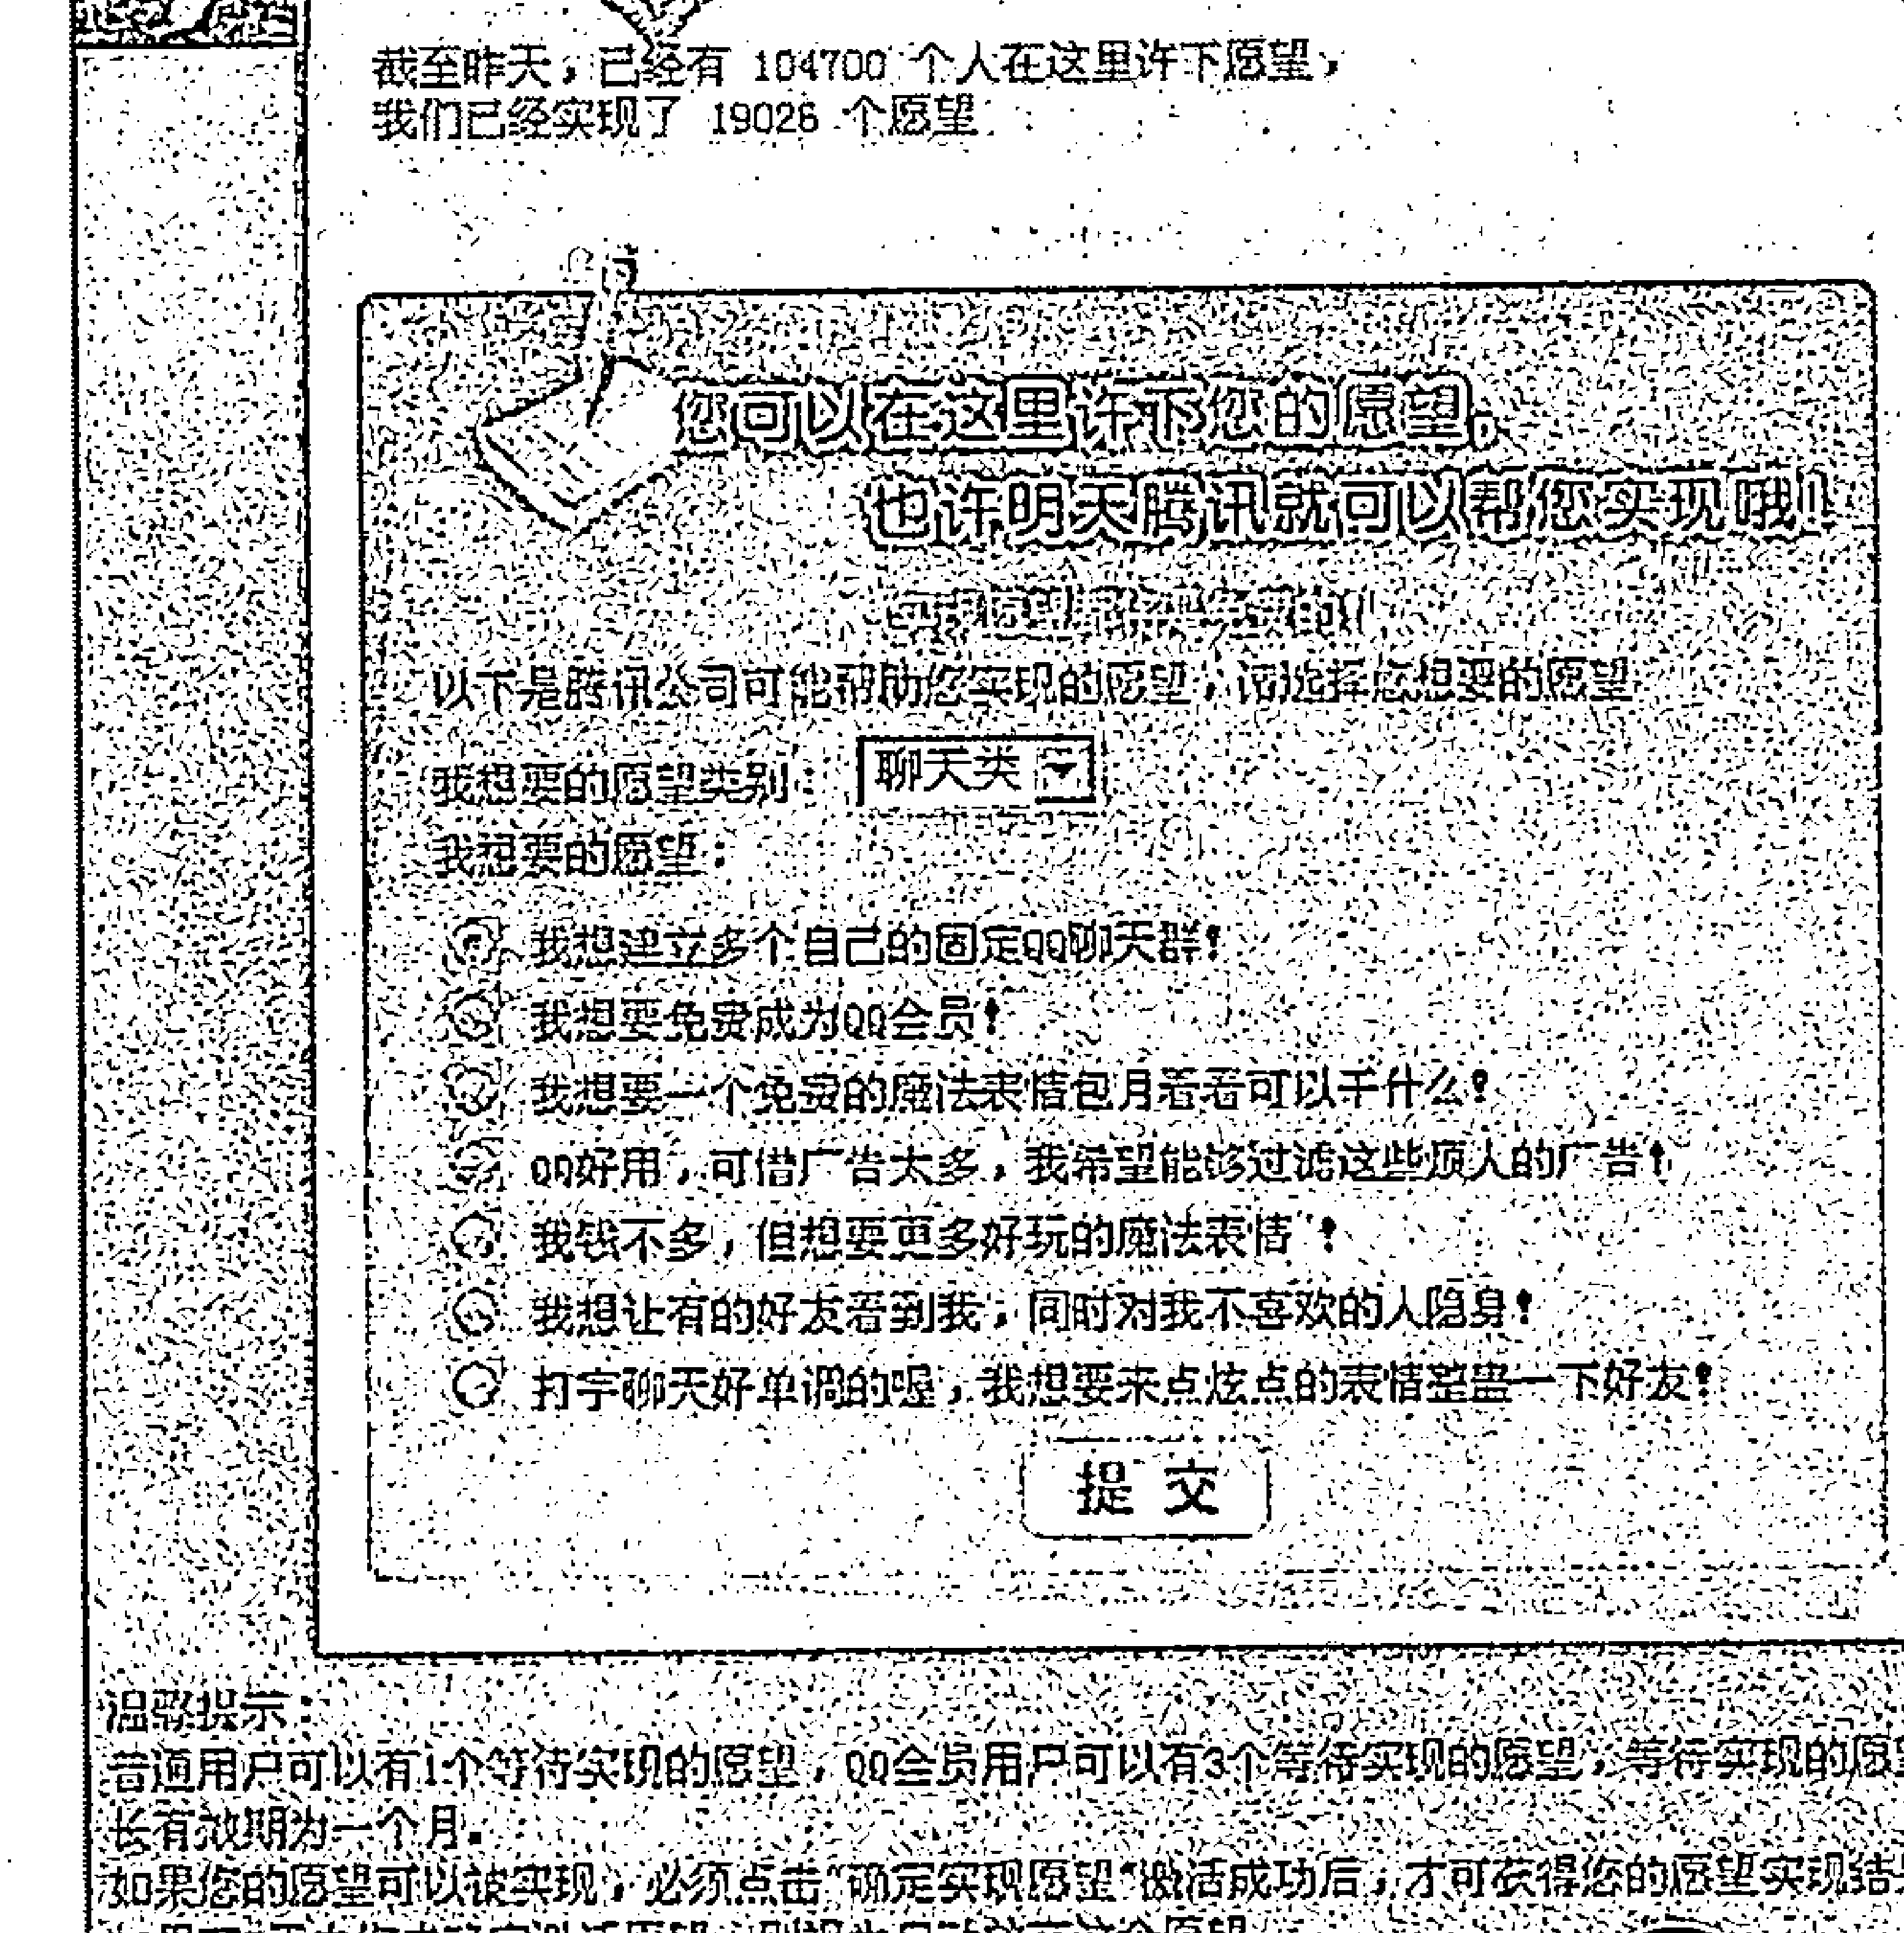 截至昨天，已经有 104700 个人在这里许下愿望，
我们已经实现了 19026 个愿望
您可以在这里许下您的愿望。
也许明天腾讯就可以帮您实现哦！
实现愿望是免费的！
以下是腾讯公司可能帮助您实现的愿望，请选择您想要的愿望
我想要的愿望类别： 聊天类
我想要的愿望：
我想建立多个自己的固定QQ聊天群！
我想要免费成为QQ会员！
我想要一个免费的魔法表情包月看看可以干什么！
QQ好用，可惜广告太多，我希望能够过滤这些烦人的广告！
我钱不多，但想要更多好玩的魔法表情 ！
我想让有的好友看到我，同时对我不喜欢的人隐身！
打字聊天好单调的喔，我想要来点炫点的表情整蛊一下好友！
提 交
温馨提示：
普通用户可以有1个等待实现的愿望，QQ会员用户可以有3个等待实现的愿望，等待实现的愿望
长有效期为一个月。
如果您的愿望可以被实现，必须点击“确定实现愿望”激活成功后，才可获得您的愿望实现结果